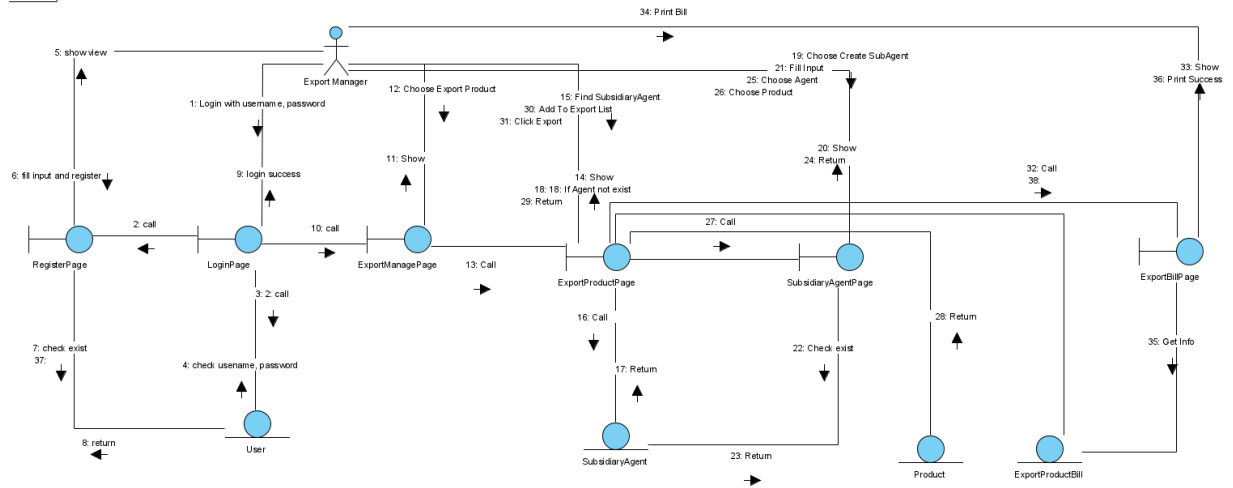 34: Print Bill
5: show view
Export Manager
19: Choose Create SubAgent
21: Fill Input
25: Choose Agent
26: Choose Product
33: Show
36: Print Success
12: Choose Export Product
1: Login with username, password
15: Find SubsidiaryAgent
30: Add To Export List
31: Click Export
11: Show
20: Show
24: Return
6: fill input and register
9: login success
14: Show
18: 18: If Agent not exist
29: Return
32: Call
38:
2: call
10: call
27: Call
RegisterPage
LoginPage
ExportManagePage
13: Call
ExportProductPage
SubsidiaryAgentPage
ExportBillPage
3: 2: call
16: Call
28: Return
7: check exist
37:
22: Check exist
35: Get Info
4: check usename, password
17: Return
8: return
User
23: Return
SubsidiaryAgent
Product
ExportProductBill